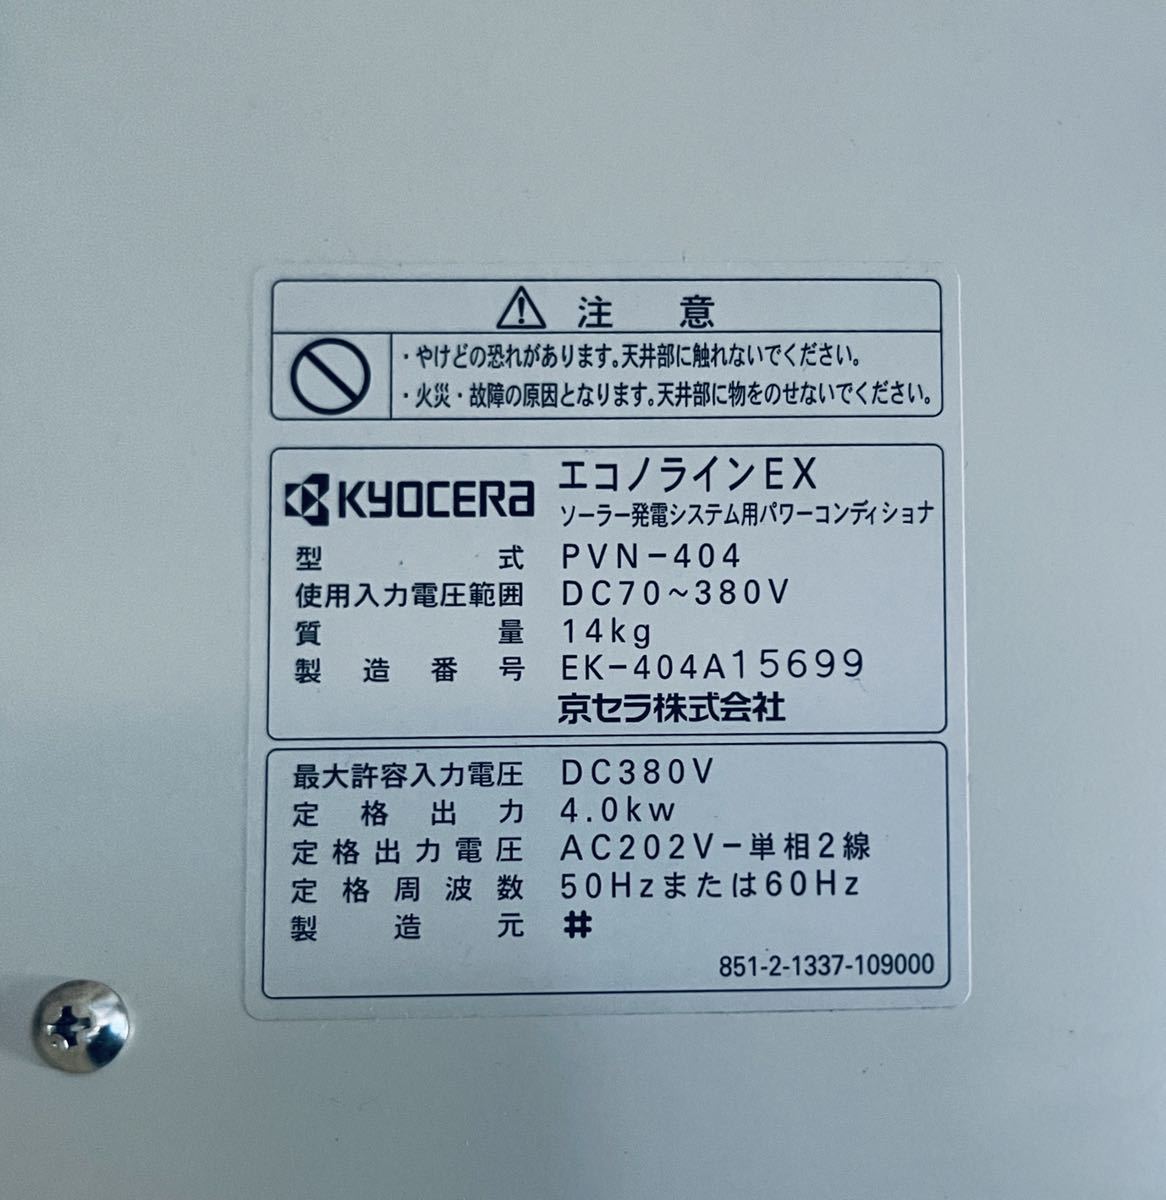 注意
・やけどの恐れがあります。天井部に触れないでください。
・火災・故障の原因となります。天井部に物をのせないでください。
KYOCERA エコノラインEX
ソーラー発電システム用パワーコンディショナ
型式 PVN-404
使用入力電圧範囲 DC70~380V
質量 14kg
製造番号 EK-404A15699
京セラ株式会社
最大許容入力電圧 DC380V
定格出力 4.0kw
定格出力電圧 AC202V-単相2線
定格周波数 50Hzまたは60Hz
製造元 #
851-2-1337-109000